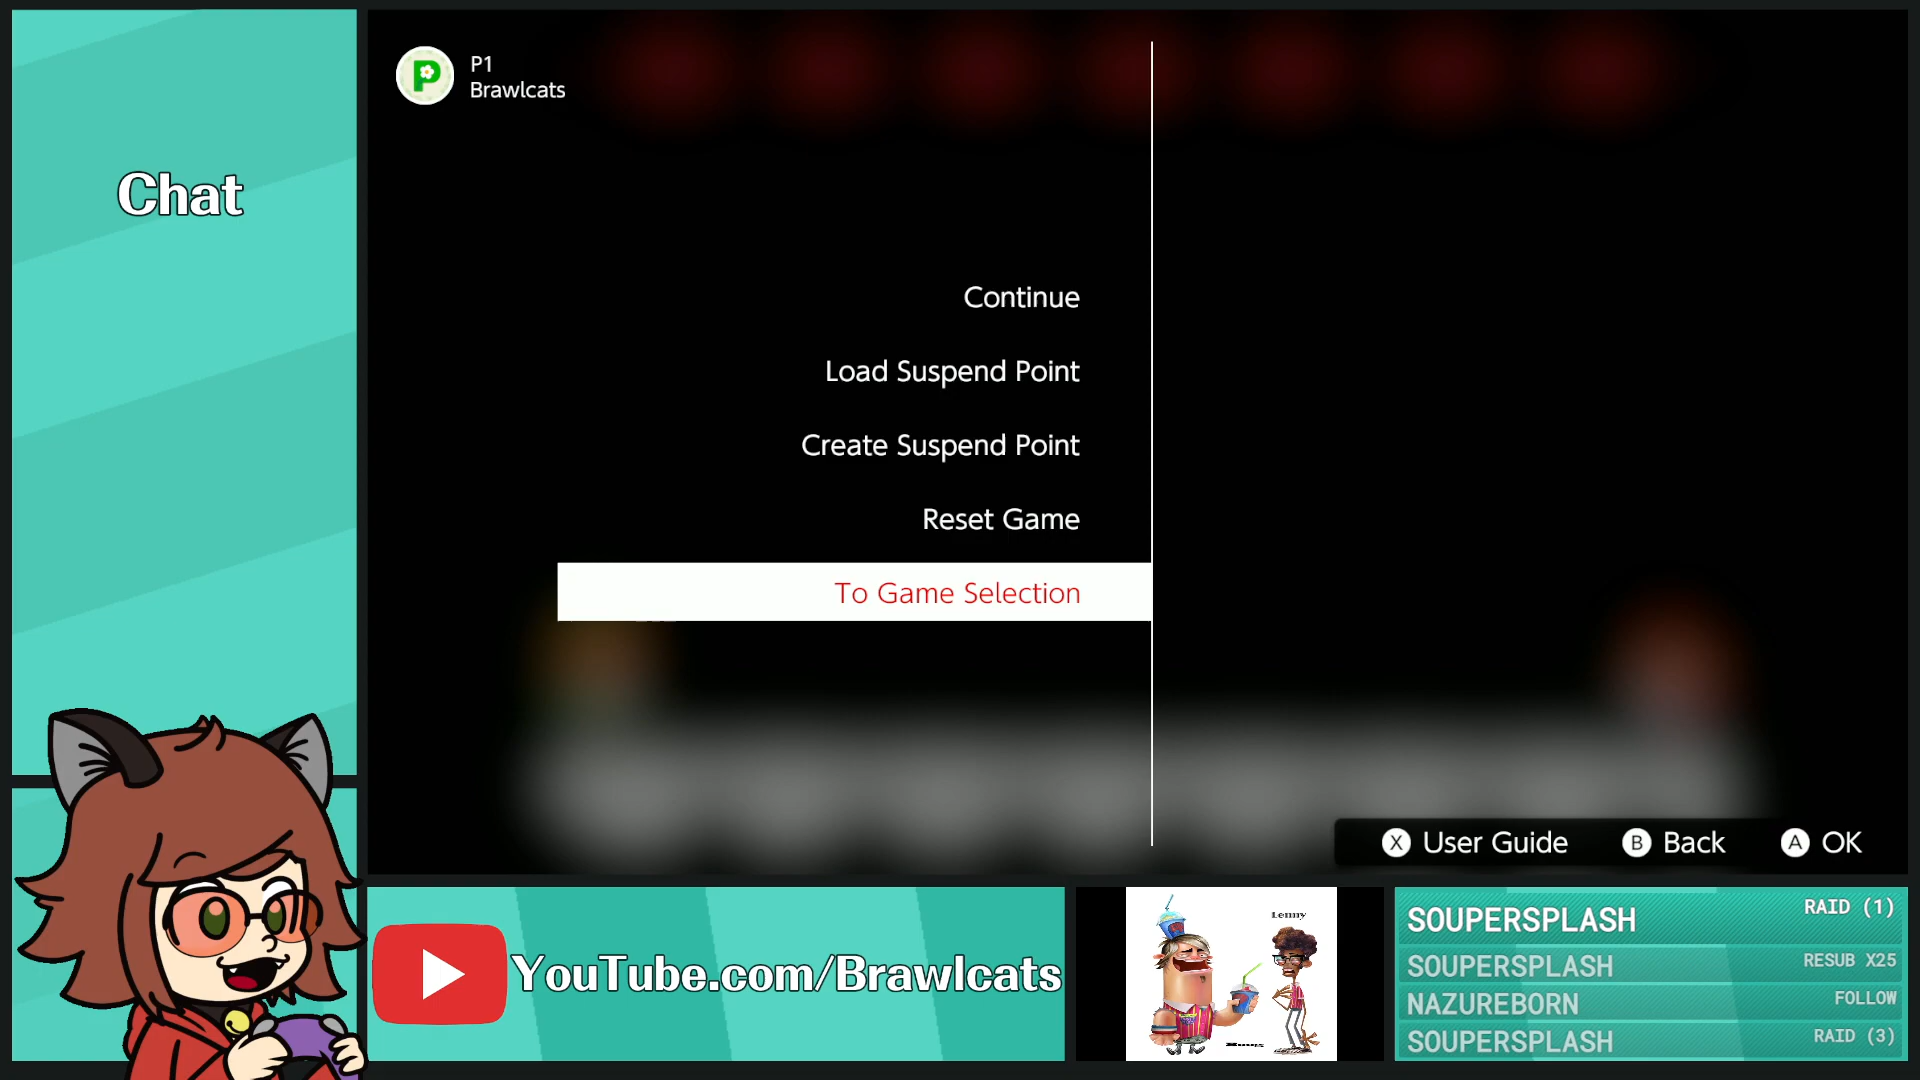 P1
Brawlcats
Chat
Continue
Load Suspend Point
Create Suspend Point
Reset Game
To Game Selection
X User Guide B Back A OK
YouTube.com/Brawlcats
Lenny
SOUPERSPLASH RAID (1)
SOUPERSPLASH RESUB X25
NAZUREBORN FOLLOW
SOUPERSPLASH RAID (3)